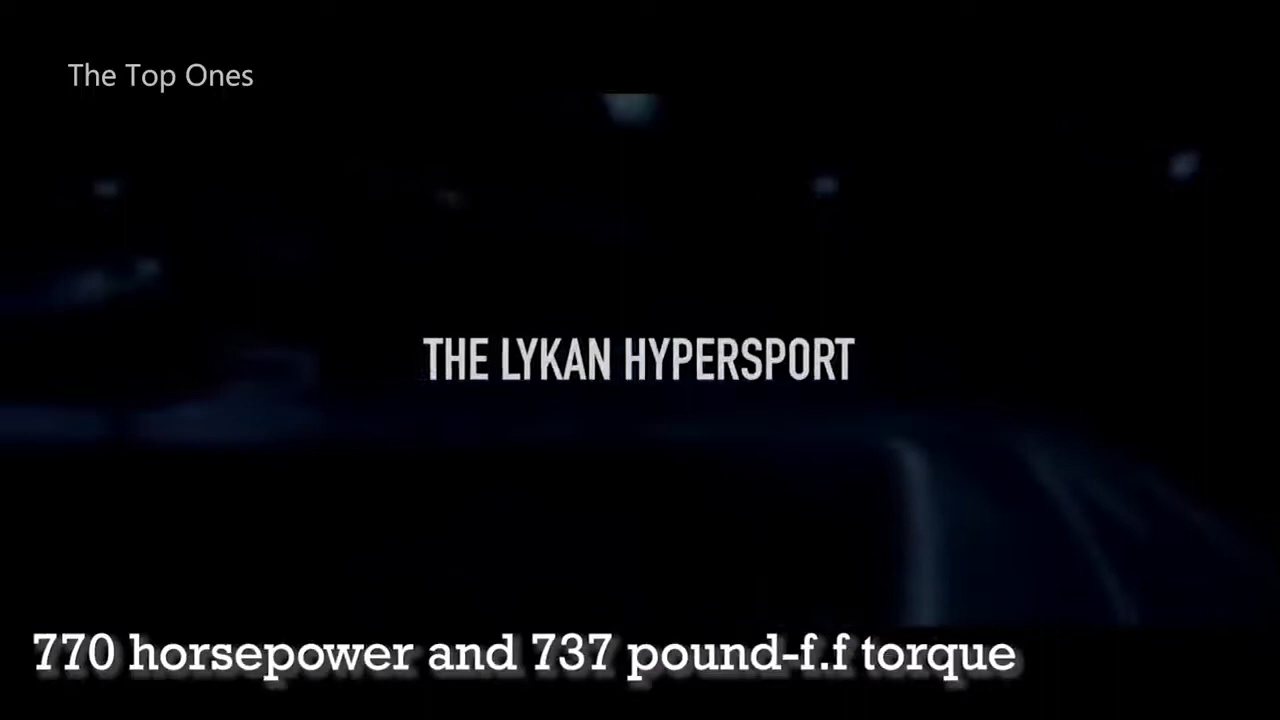 The Top Ones
THE LYKAN HYPERSPORT
770 horsepower and 737 pound-f.f torque